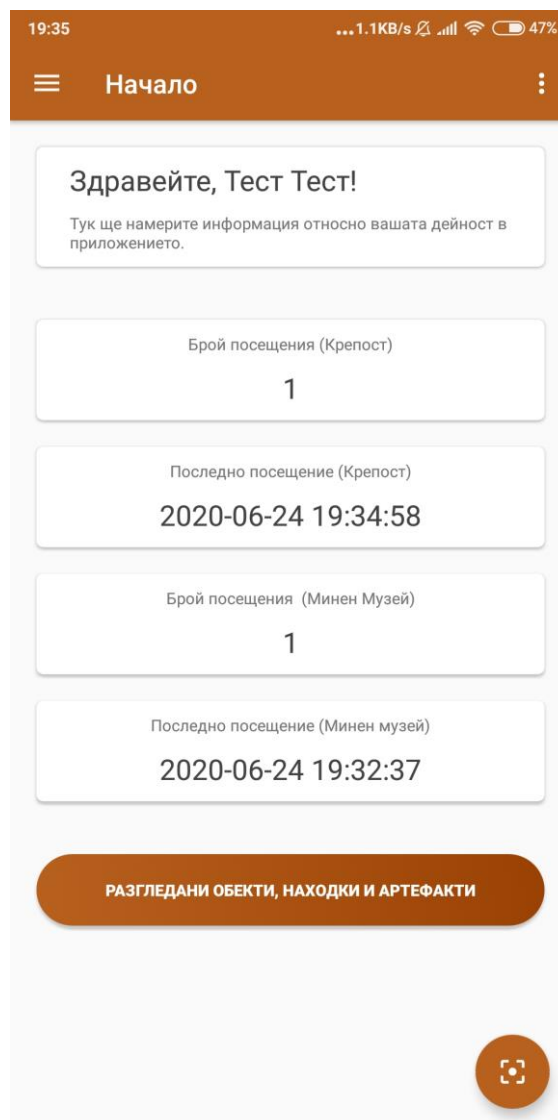 19:35 ...1.1KB/s 47%
Начало
Здравейте, Тест Тест!
Тук ще намерите информация относно вашата дейност в
приложението.
Брой посещения (Крепост)
1
Последно посещение (Крепост)
2020-06-24 19:34:58
Брой посещения (Минен Музей)
1
Последно посещение (Минен музей)
2020-06-24 19:32:37
РАЗГЛЕДАНИ ОБЕКТИ, НАХОДКИ И АРТЕФАКТИ